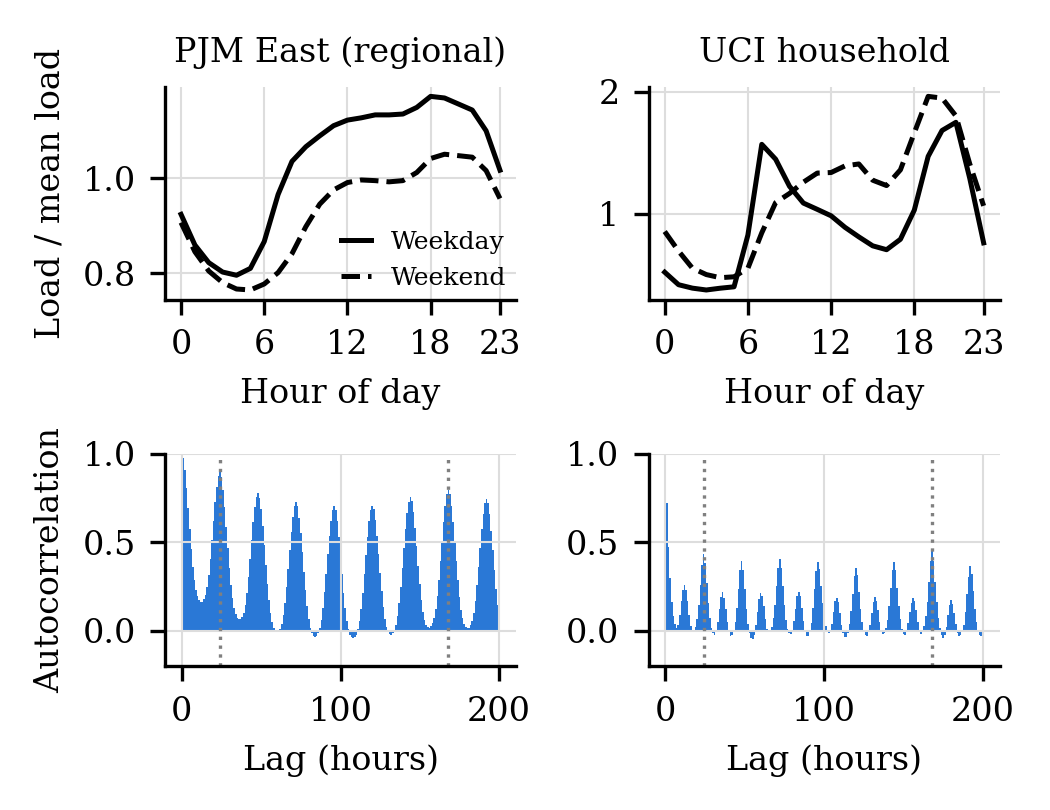 PJM East (regional)
UCI household
Load / mean load
1.0
0.8
Weekday
Weekend
0 6 12 18 23
Hour of day
2
1
0 6 12 18 23
Hour of day
Autocorrelation
1.0
0.5
0.0
0 100 200
Lag (hours)
1.0
0.5
0.0
0 100 200
Lag (hours)